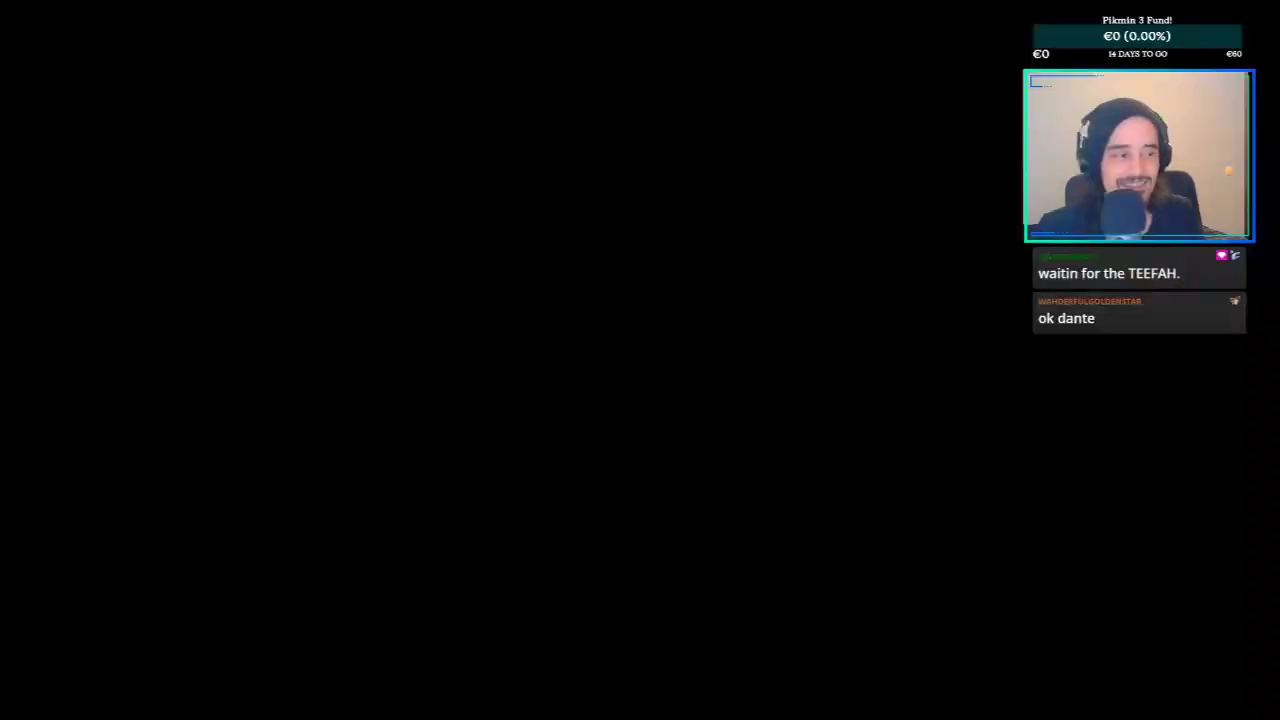 Pikmin 3 Fund!
€0 (0.00%)
€0 14 DAYS TO GO €60
waitin for the TEEFAH.
WAHDERFULGOLDENSTAR
ok dante